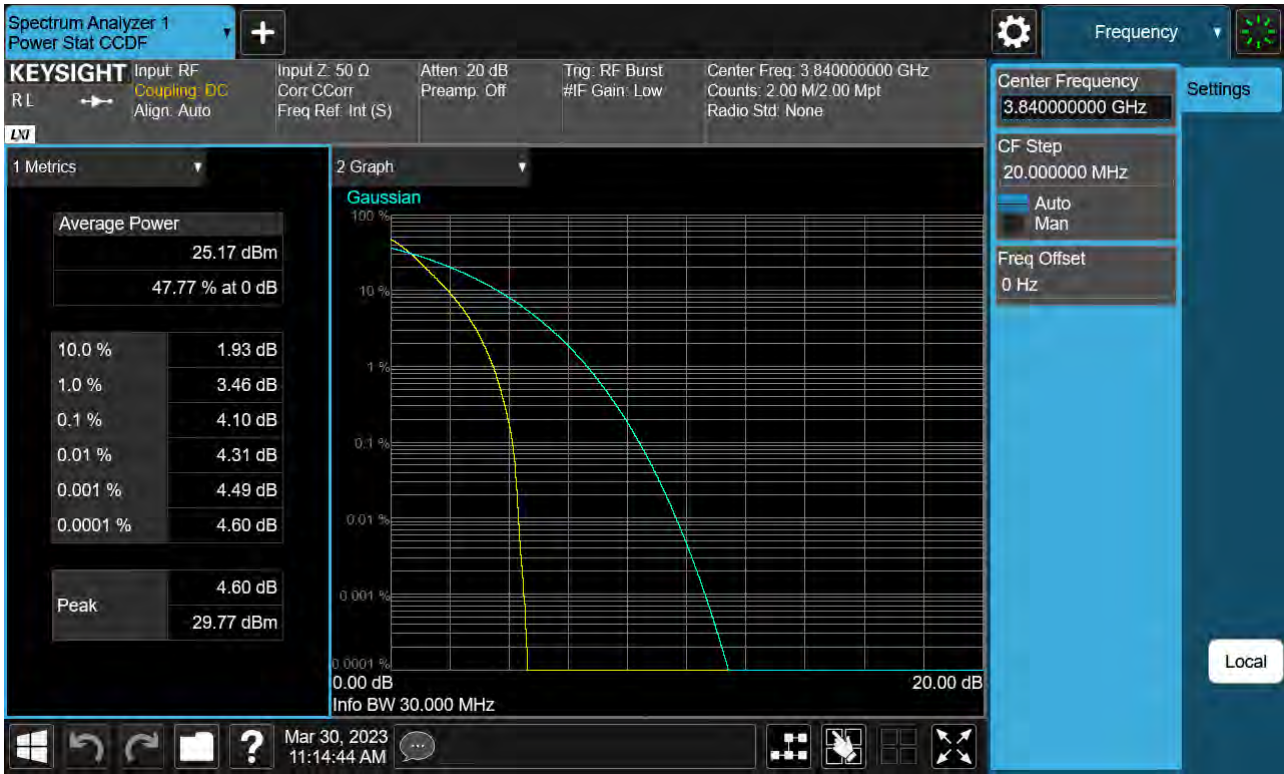 Spectrum Analyzer 1
Power Stat CCDF
Frequency
KEYSIGHT
R L
LXI
Input: RF
Coupling: DC
Align: Auto
Input Z: 50 Ω
Corr CCorr
Freq Ref: Int (S)
Atten: 20 dB
Preamp: Off
Trig: RF Burst
#IF Gain: Low
Center Freq: 3.840000000 GHz
Counts: 2.00 M/2.00 Mpt
Radio Std: None
Center Frequency
3.840000000 GHz
Settings
CF Step
20.000000 MHz
Auto
Man
Freq Offset
0 Hz
Local
1 Metrics
Average Power
25.17 dBm
47.77 % at 0 dB
10.0 % 1.93 dB
1.0 % 3.46 dB
0.1 % 4.10 dB
0.01 % 4.31 dB
0.001 % 4.49 dB
0.0001 % 4.60 dB
Peak
4.60 dB
29.77 dBm
2 Graph
Gaussian
100 %
10 %
1 %
0.1 %
0.01 %
0.001 %
0.0001 %
0.00 dB
20.00 dB
Info BW 30.000 MHz
?
Mar 30, 2023
11:14:44 AM